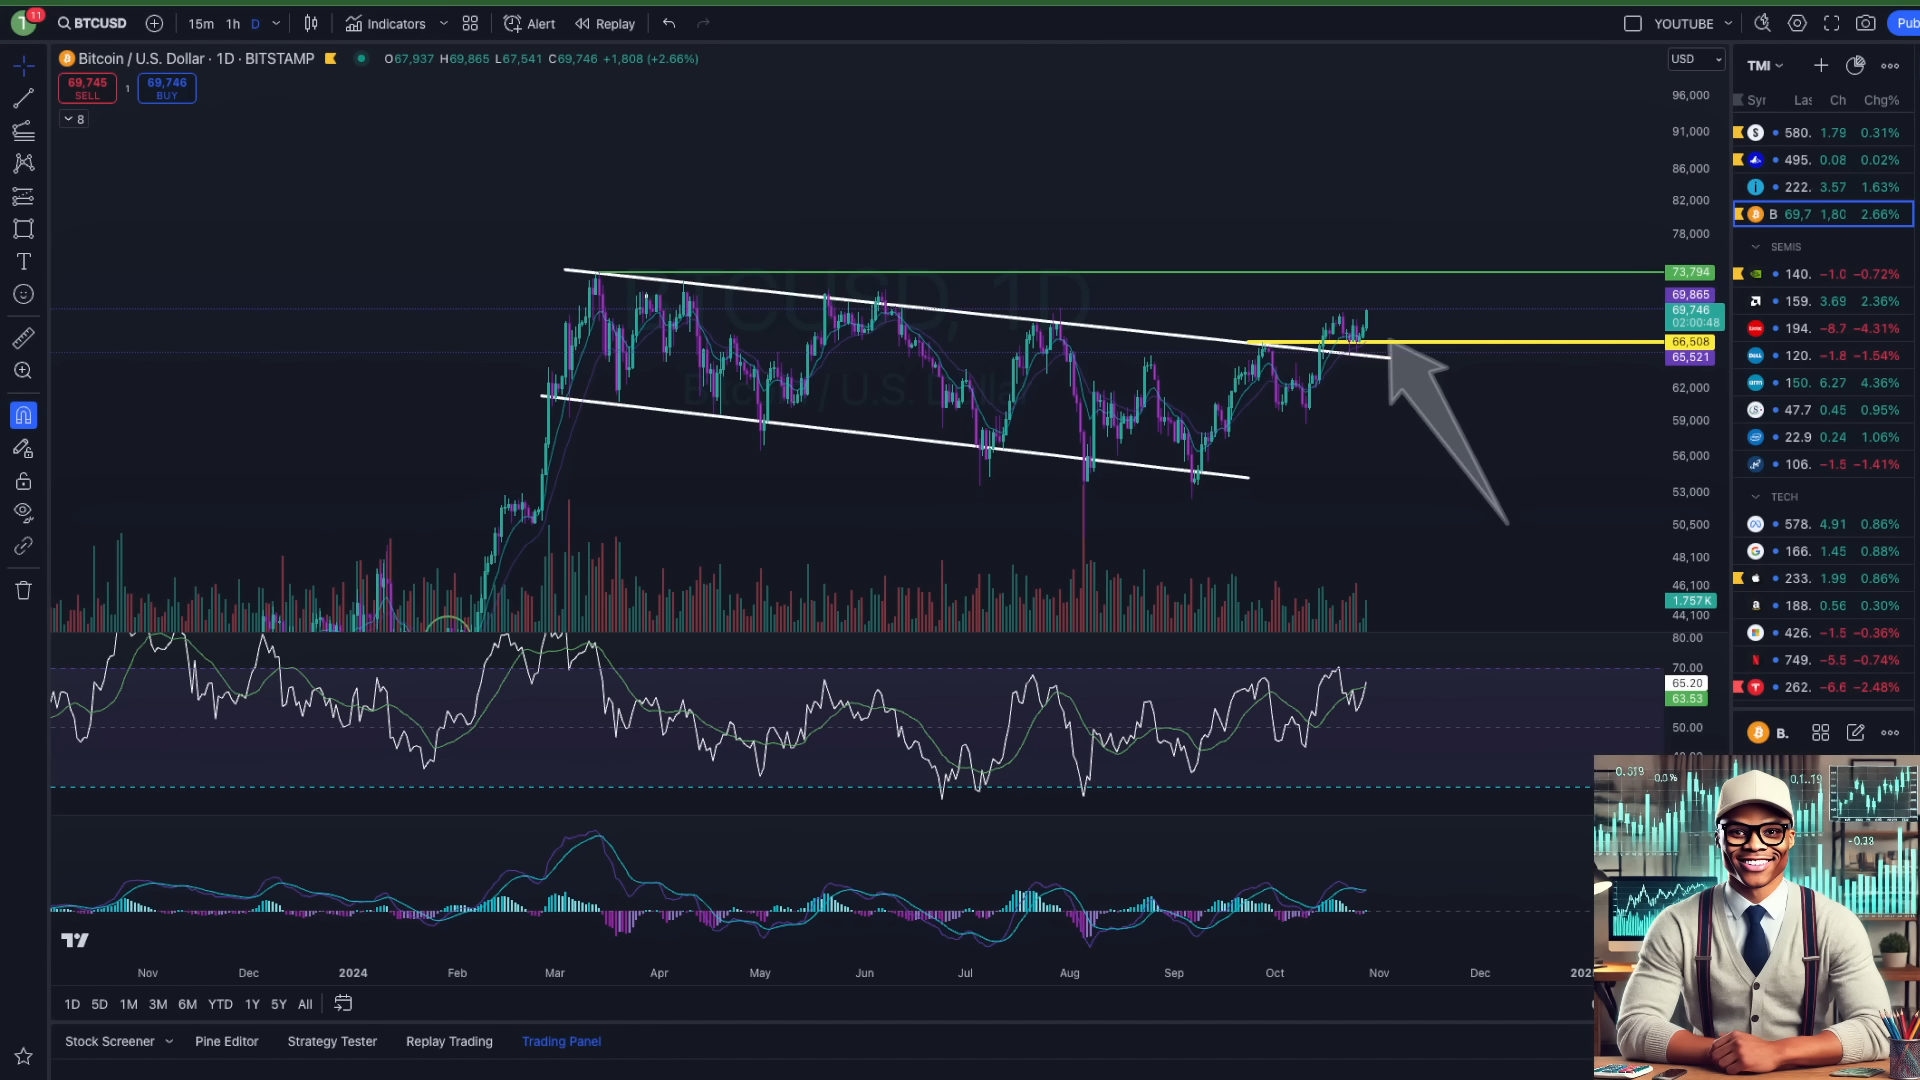 11
BTCUSD
15m 1h D
Indicators
Alert
Replay
YOUTUBE
Pub
Bitcoin / U.S. Dollar · 1D · BITSTAMP
O67,937 H69,865 L67,541 C69,746 +1,808 (+2.66%)
69,745
SELL
1
69,746
BUY
8
USD
BTCUSD, 1D
Bitcoin / U.S. Dollar
96,000
91,000
86,000
82,000
78,000
73,794
69,865
69,746
02:00:48
66,508
65,521
62,000
59,000
56,000
53,000
50,500
48,100
46,100
1.757 K
44,100
80.00
70.00
65.20
63.53
50.00
Nov Dec 2024 Feb Mar Apr May Jun Jul Aug Sep Oct Nov Dec 202
1D 5D 1M 3M 6M YTD 1Y 5Y All
Stock Screener
Pine Editor
Strategy Tester
Replay Trading
Trading Panel
TMI
Syr Las Ch Chg%
580. 1.79 0.31%
495. 0.08 0.02%
222. 3.57 1.63%
B 69,7 1,80 2.66%
SEMIS
140. −1.0 −0.72%
159. 3.69 2.36%
194. −8.7 −4.31%
120. −1.8 −1.54%
150. 6.27 4.36%
47.7 0.45 0.95%
22.9 0.24 1.06%
106. −1.5 −1.41%
TECH
578. 4.91 0.86%
166. 1.45 0.88%
233. 1.99 0.86%
188. 0.56 0.30%
426. −1.5 −0.36%
749. −5.5 −0.74%
262. −6.6 −2.48%
B.